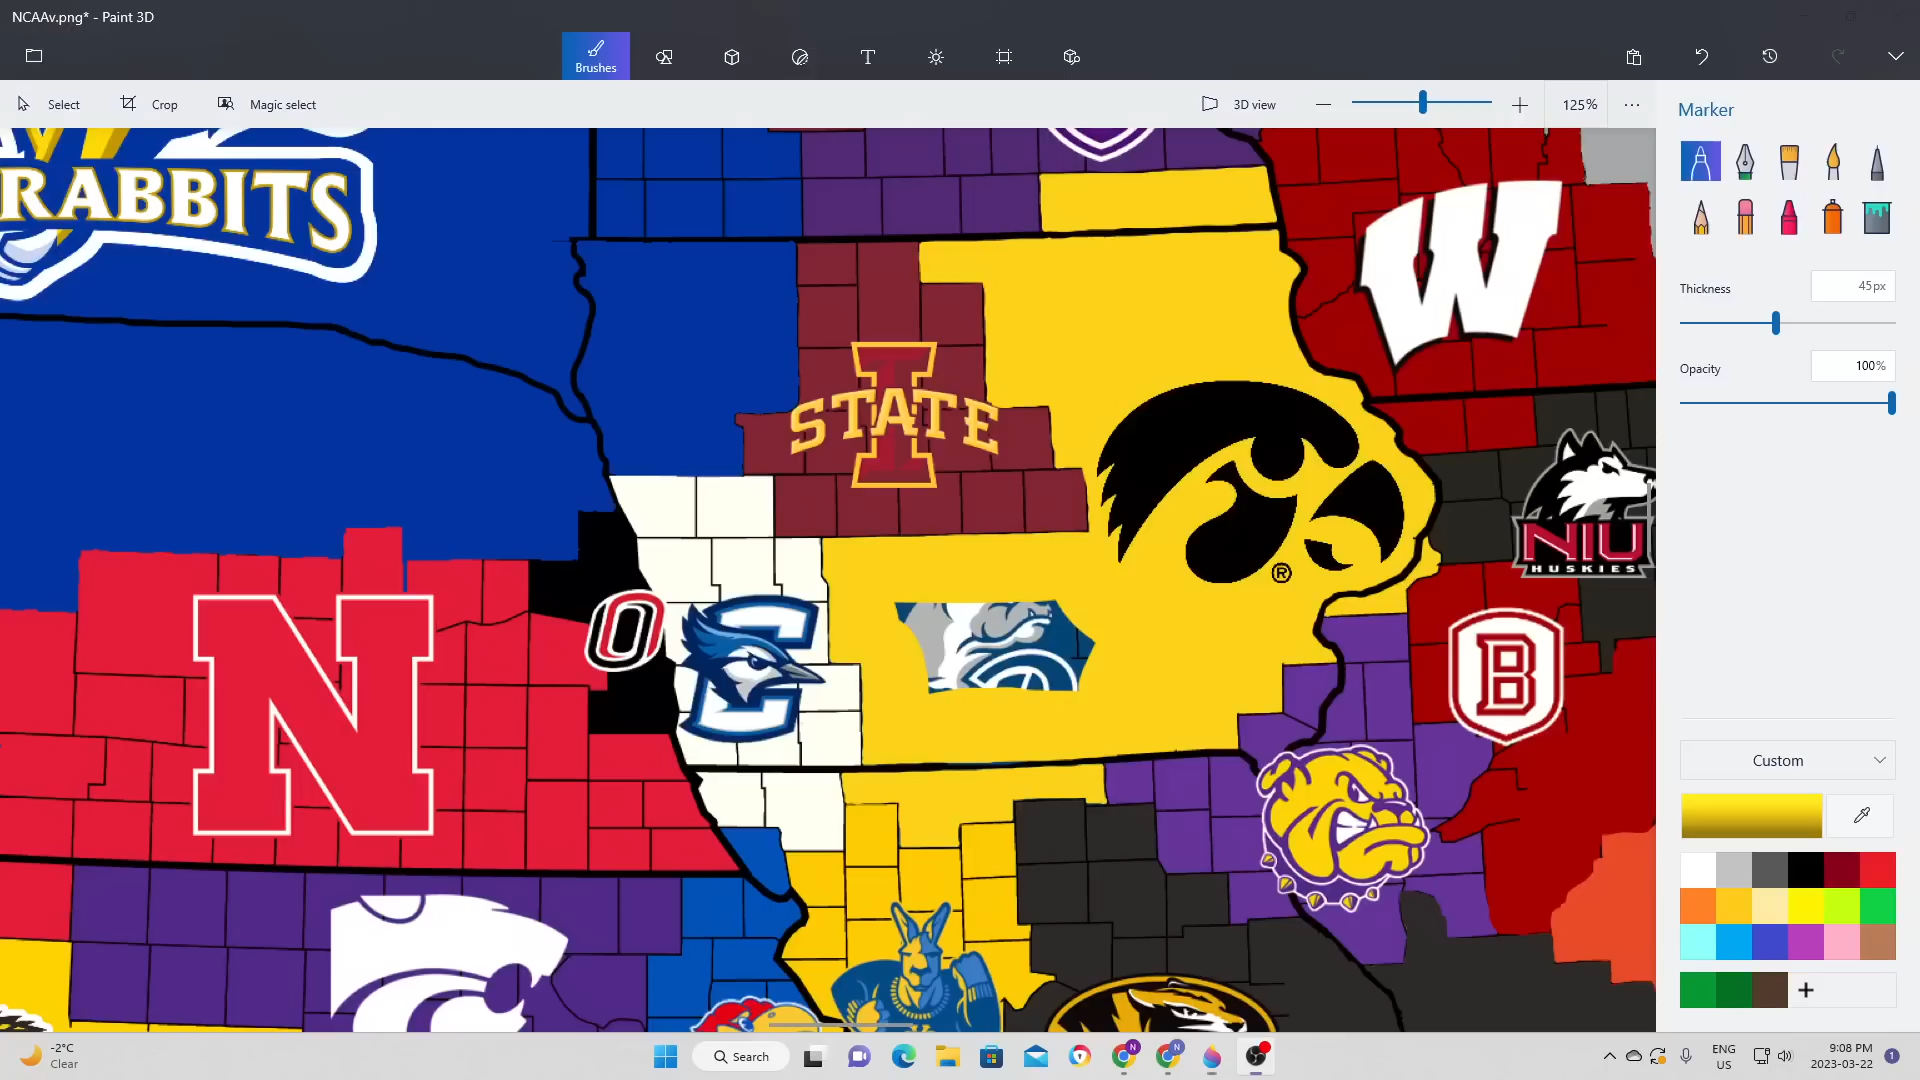 NCAAv.png* - Paint 3D
Brushes
Select
Crop
Magic select
3D view
125%
Marker
RABBITS
W
Thickness
45px
Opacity
100%
I
STATE
NIU
HUSKIES
®
N
O
C
B
D
Custom
-2°C
Clear
Search
N
N
ENG
US
9:08 PM
2023-03-22
1